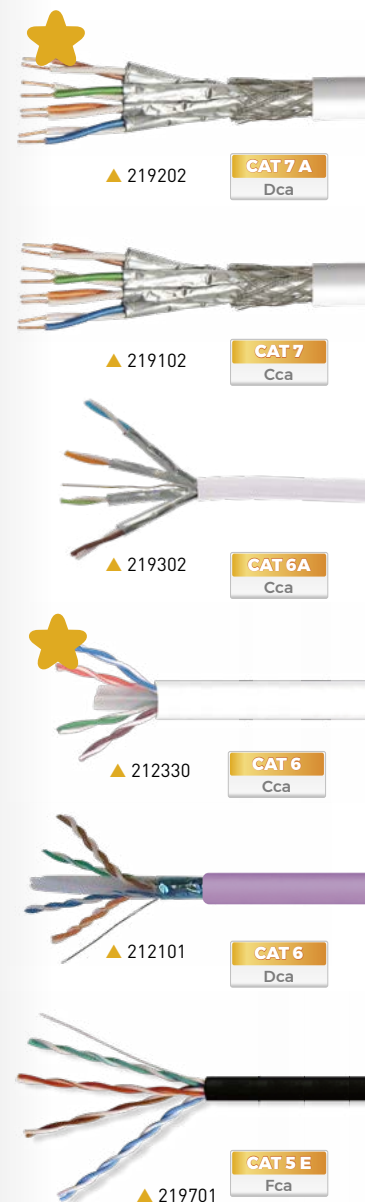 ▲ 219202
CAT 7 A
Dca
▲ 219102
CAT 7
Cca
▲ 219302
CAT 6A
Cca
▲ 212330
CAT 6
Cca
▲ 212101
CAT 6
Dca
▲ 219701
CAT 5 E
Fca